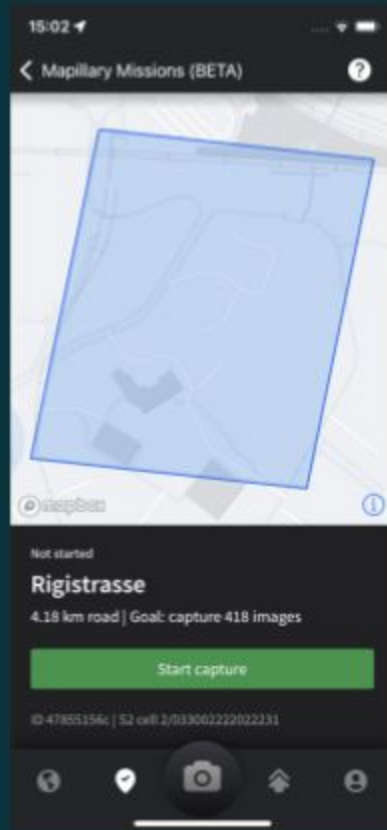 15:02
Mapillary Missions (BETA)
?
mapbox
i
Not started
Rigistrasse
4.18 km road | Goal: capture 418 images
Start capture
ID 47855156c | S2 cell 2/033002222022231